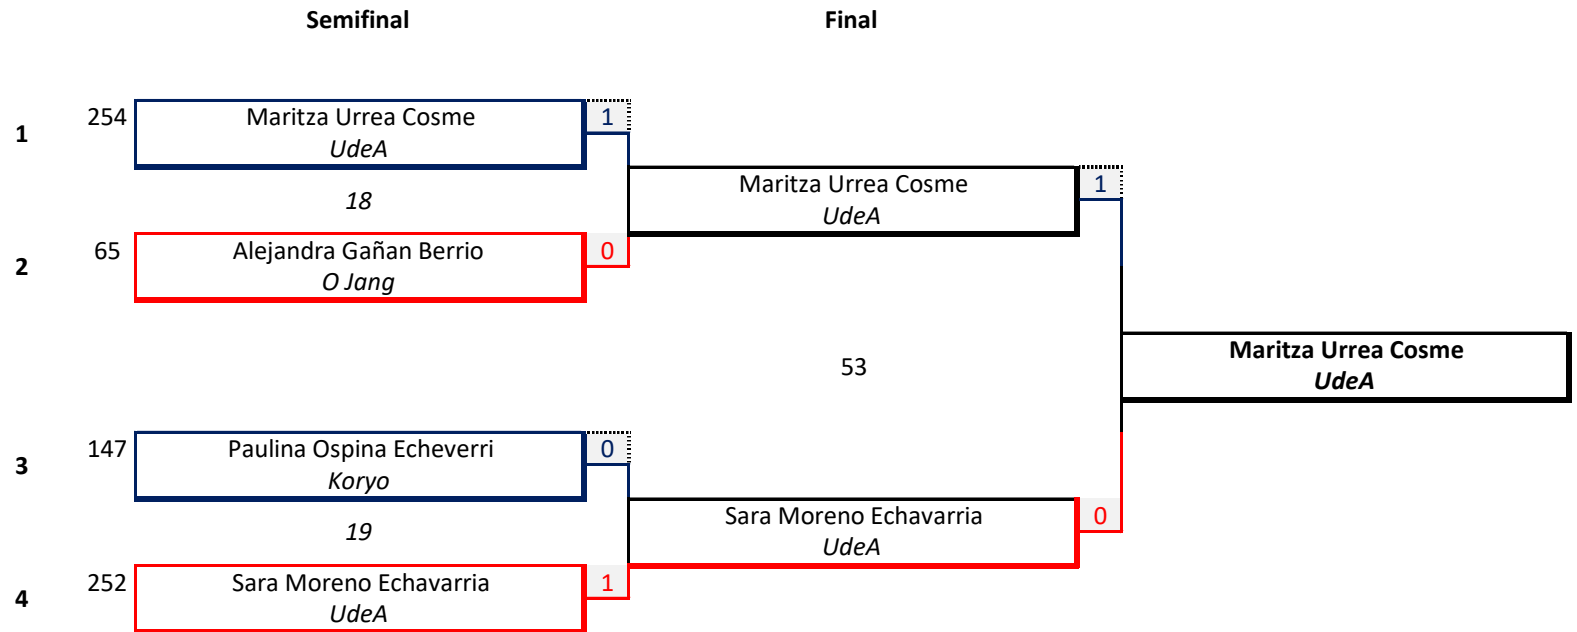 Semifinal Final
254 Maritza Urrea Cosme 1
1
UdeA
Maritza Urrea Cosme 1
18
UdeA
65 Alejandra Gañan Berrio 0
2
O Jang
Maritza Urrea Cosme
53
UdeA
147 Paulina Ospina Echeverri 0
3
Koryo
Sara Moreno Echavarria 0
19
UdeA
252 Sara Moreno Echavarria 1
4
UdeA